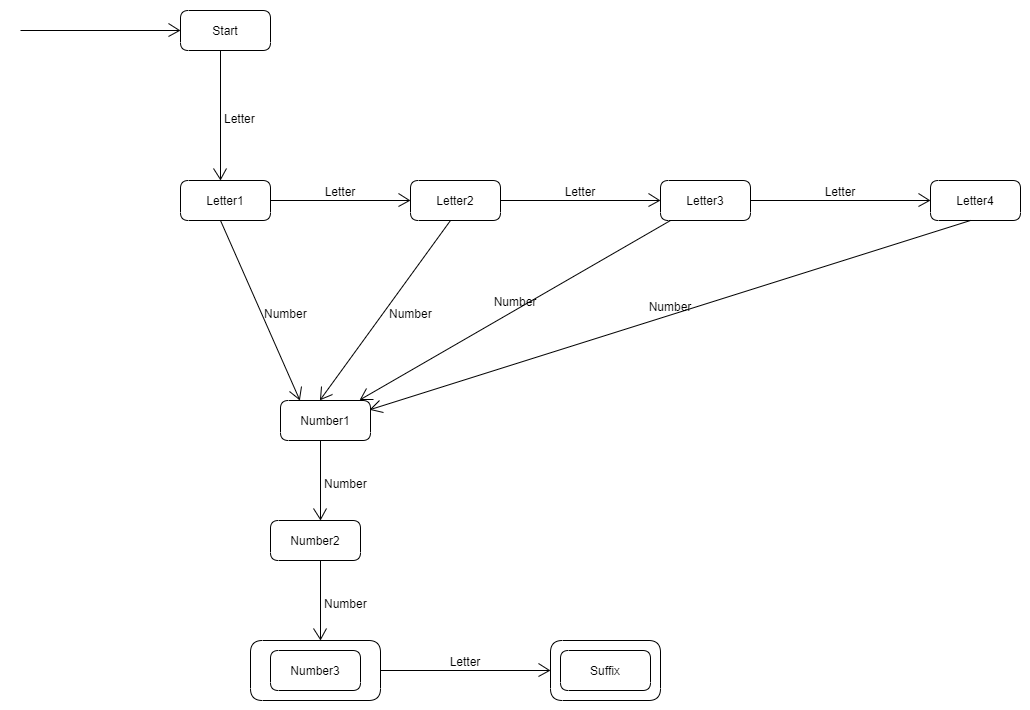 Start
Letter
Letter1
Letter
Letter2
Letter
Letter3
Letter
Letter4
Number
Number
Number
Number
Number1
Number
Number2
Number
Number3
Letter
Suffix